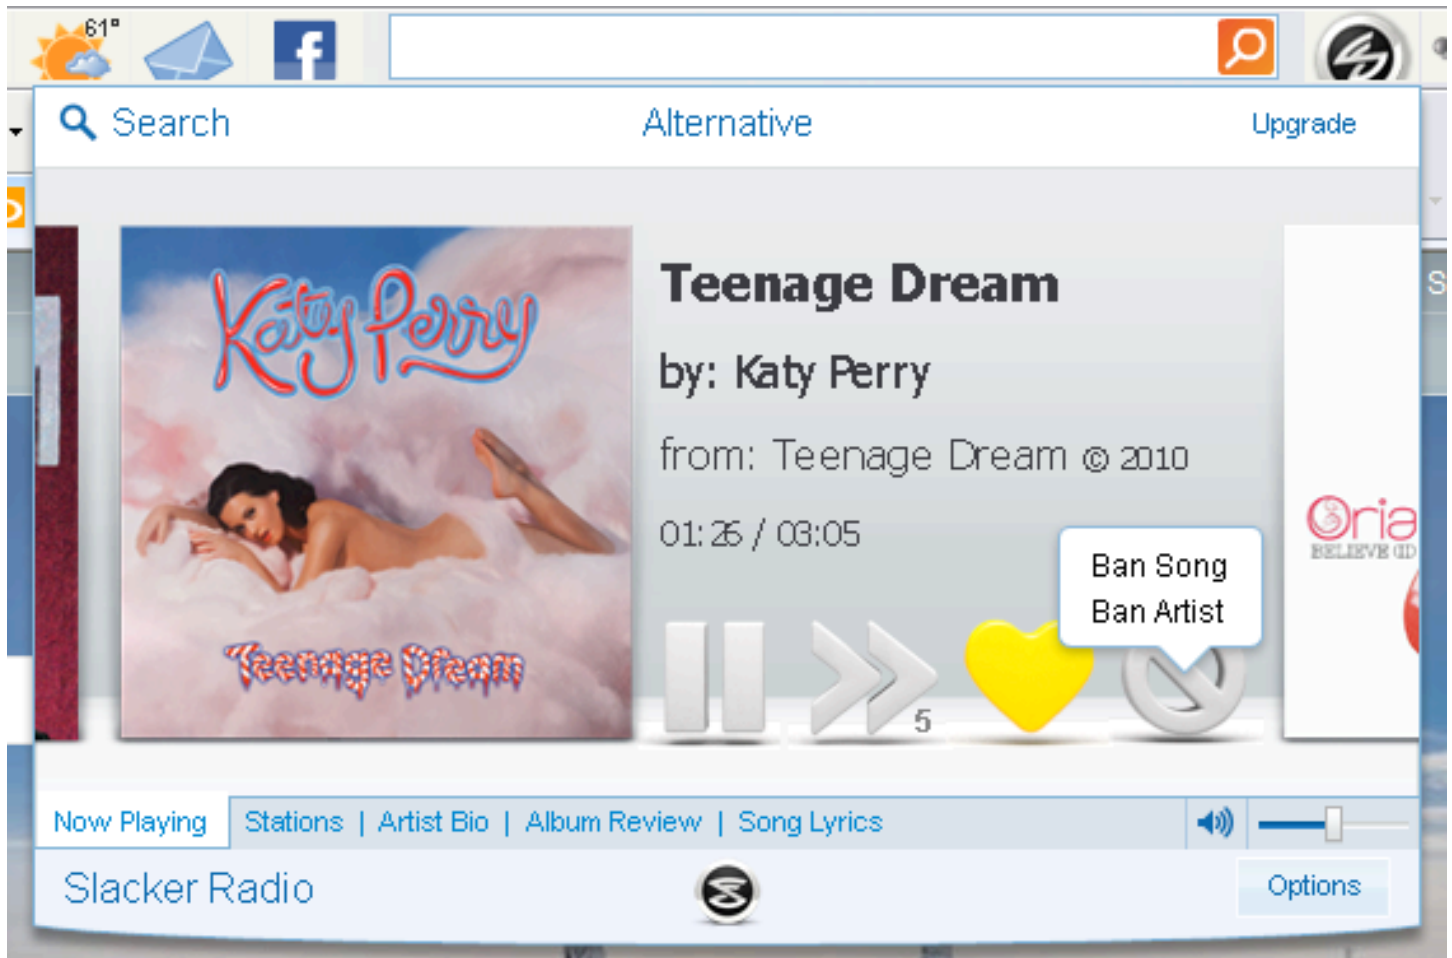 61°
Search
Alternative
Upgrade
Katy Perry
Teenage Dream
Teenage Dream
by: Katy Perry
from: Teenage Dream © 2010
01:26 / 03:05
Ban Song
Ban Artist
5
BELIEVE
Now Playing
Stations | Artist Bio | Album Review | Song Lyrics
Slacker Radio
Options